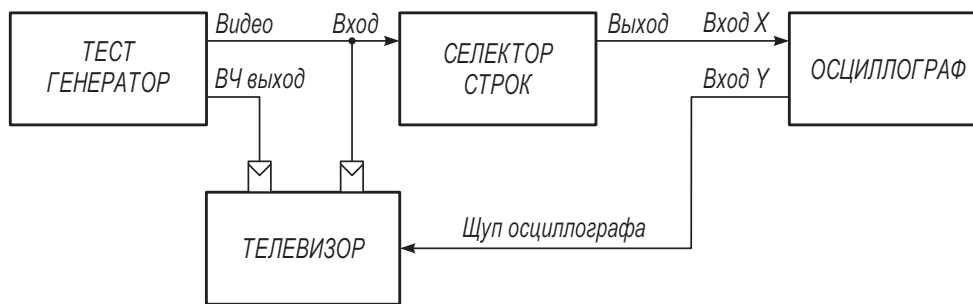 Видео
Вход
Выход
Вход X
ТЕСТ
ГЕНЕРАТОР
СЕЛЕКТОР
СТРОК
ОСЦИЛЛОГРАФ
ВЧ выход
Вход Y
Щуп осциллографа
ТЕЛЕВИЗОР